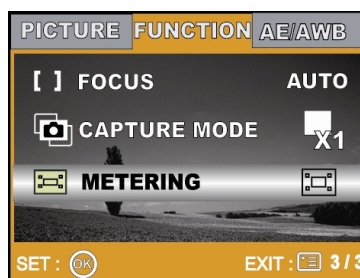 PICTURE FUNCTION AE/AWB
[ ] FOCUS AUTO
CAPTURE MODE X1
METERING
SET : OK EXIT : 3 / 3